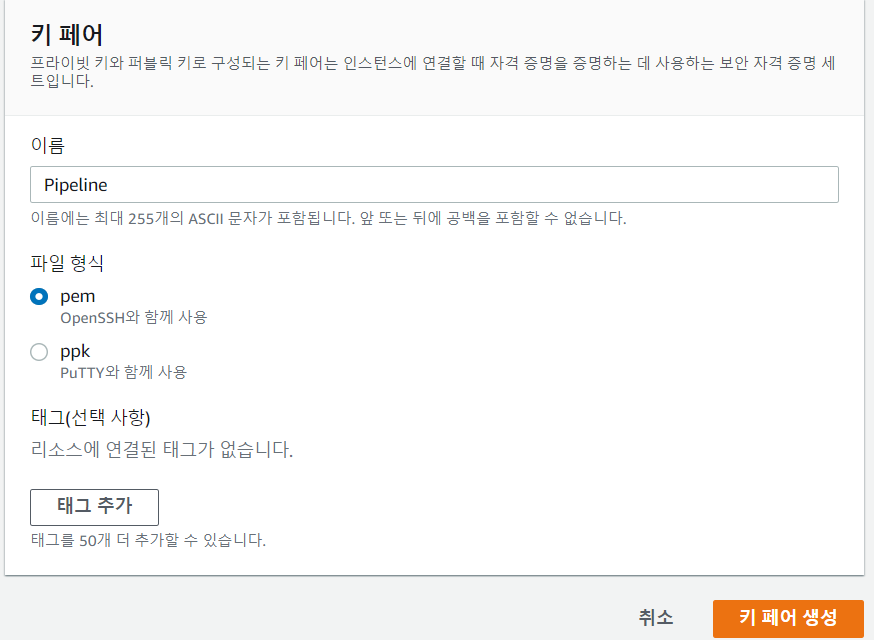 키 페어
프라이빗 키와 퍼블릭 키로 구성되는 키 페어는 인스턴스에 연결할 때 자격 증명을 증명하는 데 사용하는 보안 자격 증명 세
트입니다.
이름
Pipeline
이름에는 최대 255개의 ASCII 문자가 포함됩니다. 앞 또는 뒤에 공백을 포함할 수 없습니다.
파일 형식
pem
OpenSSH와 함께 사용
ppk
PuTTY와 함께 사용
태그(선택 사항)
리소스에 연결된 태그가 없습니다.
태그 추가
태그를 50개 더 추가할 수 있습니다.
취소
키 페어 생성